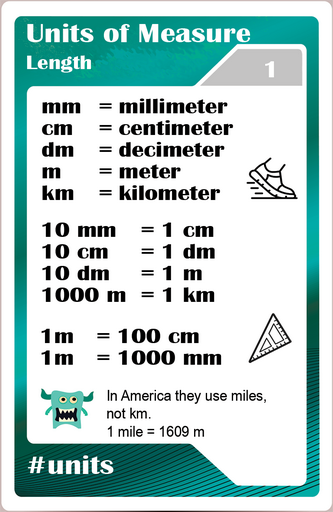 Units of Measure
Length
1
mm = millimeter
cm = centimeter
dm = decimeter
m = meter
km = kilometer
10 mm = 1 cm
10 cm = 1 dm
10 dm = 1 m
1000 m = 1 km
1m = 100 cm
1m = 1000 mm
In America they use miles,
not km.
1 mile = 1609 m
#units